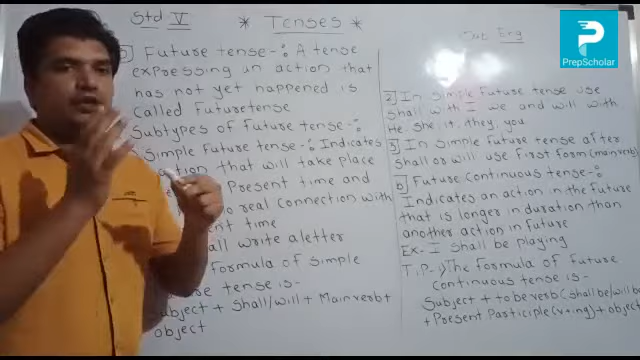 Std V
* Tenses *
Sub Eng
PrepScholar
Future tense -: A tense
expressing an action that
has not yet happened is
called Future tense
Subtypes of Future tense -:
Simple Future tense -: Indicates
action that will take place
Present time and
no real connection with
time
shall write a letter
formula of simple
tense is-
Subject + shall/will + Main verb +
object
2) In Simple Future tense use
shall with I, we and will with
He, she, it, they, you
3) In simple Future tense after
shall or will use First form (main verb)
b) Future Continuous tense -:
Indicates an action in the Future
that is longer in duration than
another action in Future
Ex- I shall be playing
TIP- 1) The Formula of Future
continuous tense is-
Subject + to be verb (shall be/will be)
+ Present Participle (v+ing) + object